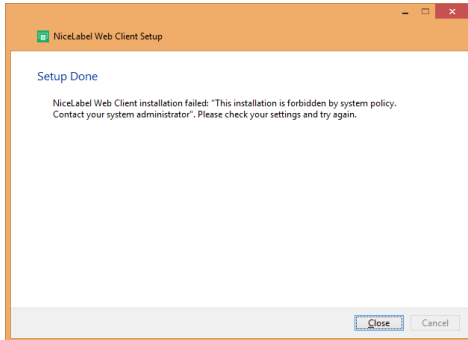 NiceLabel Web Client Setup
Setup Done
NiceLabel Web Client installation failed: "This installation is forbidden by system policy.
Contact your system administrator". Please check your settings and try again.
Close Cancel